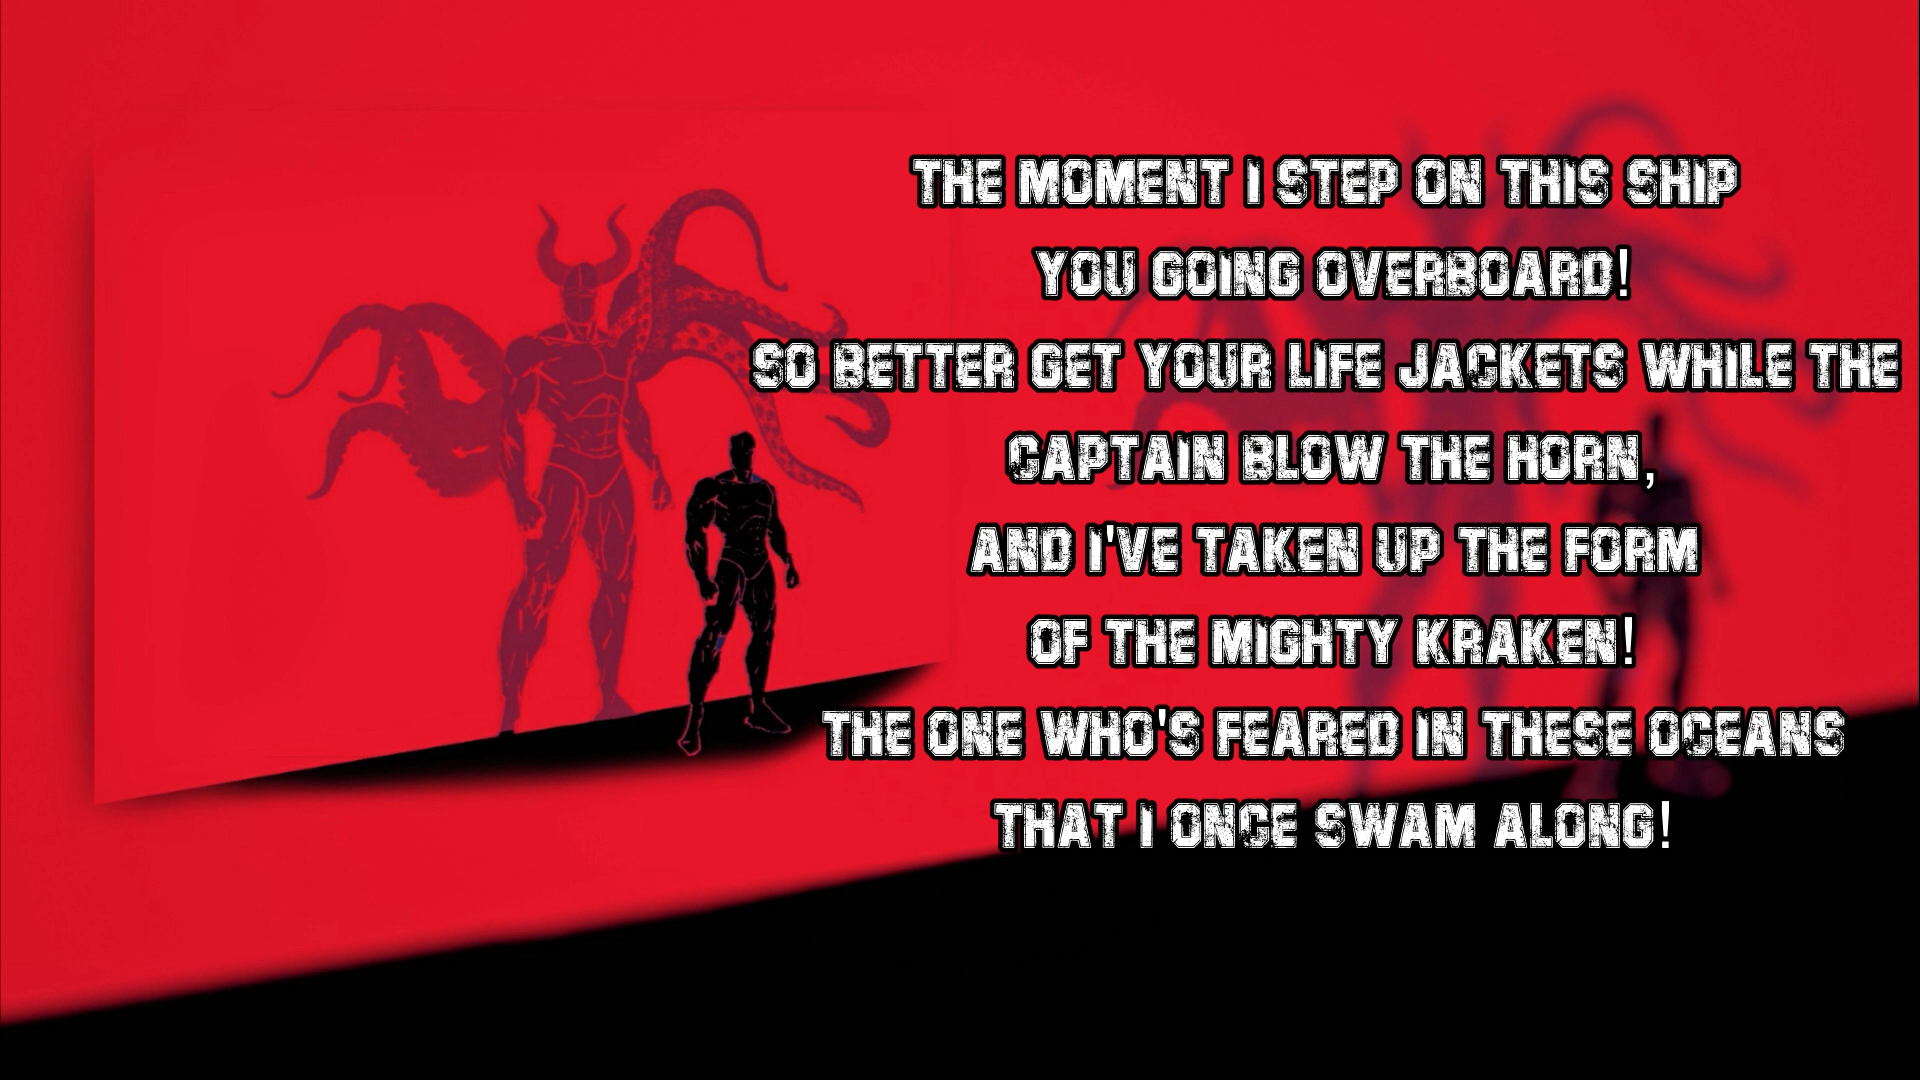 THE MOMENT I STEP ON THIS SHIP
YOU GOING OVERBOARD!
SO BETTER GET YOUR LIFE JACKETS WHILE THE
CAPTAIN BLOW THE HORN,
AND I'VE TAKEN UP THE FORM
OF THE MIGHTY KRAKEN!
THE ONE WHO'S FEARED IN THESE OCEANS
THAT I ONCE SWAM ALONG!